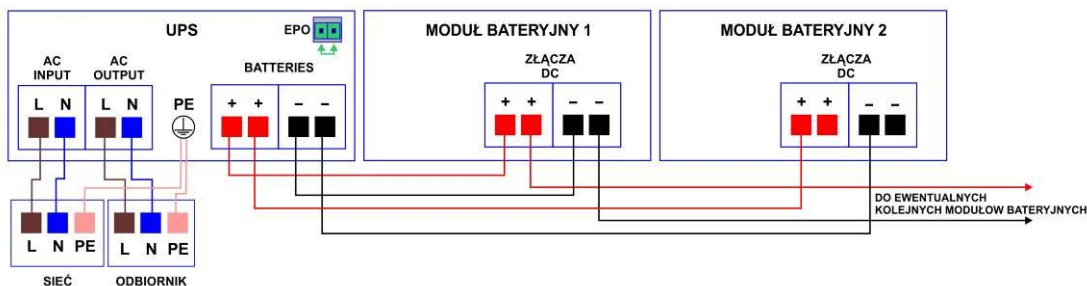 UPS
EPO
MODUŁ BATERYJNY 1
MODUŁ BATERYJNY 2
AC
INPUT
AC
OUTPUT
BATTERIES
ZŁĄCZA
DC
ZŁĄCZA
DC
L N
L N
PE
+ + – –
+ + – –
+ + – –
DO EWENTUALNYCH
KOLEJNYCH MODUŁOW BATERYJNYCH
L N PE
L N PE
SIEĆ
ODBIORNIK